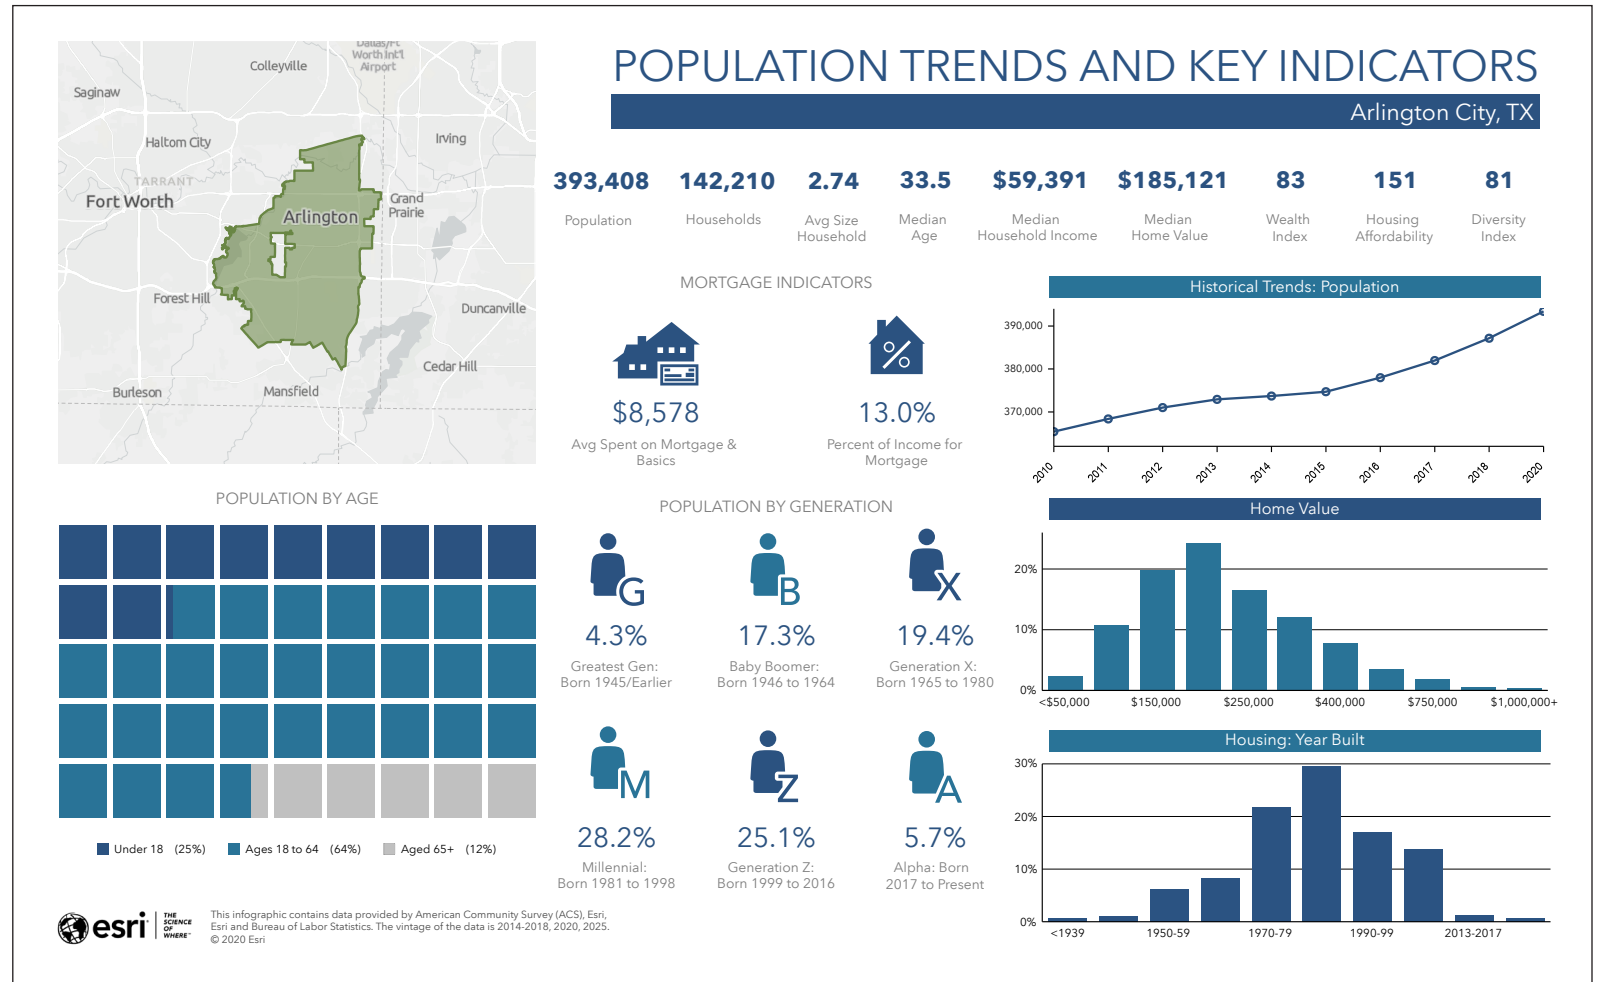 POPULATION TRENDS AND KEY INDICATORS
Arlington City, TX
Dallas/Ft
Worth Int'l
Airport
Colleyville
Saginaw
Haltom City
Irving
TARRANT
Fort Worth
Grand
Prairie
Arlington
Forest Hill
Duncanville
Cedar Hill
Burleson
Mansfield
393,408
Population
142,210
Households
2.74
Avg Size
Household
33.5
Median
Age
$59,391
Median
Household Income
$185,121
Median
Home Value
83
Wealth
Index
151
Housing
Affordability
81
Diversity
Index
MORTGAGE INDICATORS
$8,578
Avg Spent on Mortgage &
Basics
13.0%
Percent of Income for
Mortgage
Historical Trends: Population
390,000
380,000
370,000
2010
2011
2012
2013
2014
2015
2016
2017
2018
2020
POPULATION BY AGE
Under 18 (25%)
Ages 18 to 64 (64%)
Aged 65+ (12%)
POPULATION BY GENERATION
G
4.3%
Greatest Gen:
Born 1945/Earlier
B
17.3%
Baby Boomer:
Born 1946 to 1964
X
19.4%
Generation X:
Born 1965 to 1980
M
28.2%
Millennial:
Born 1981 to 1998
Z
25.1%
Generation Z:
Born 1999 to 2016
A
5.7%
Alpha: Born
2017 to Present
Home Value
20%
10%
0%
<$50,000
$150,000
$250,000
$400,000
$750,000
$1,000,000+
Housing: Year Built
30%
20%
10%
0%
<1939
1950-59
1970-79
1990-99
2013-2017
esri
THE
SCIENCE
OF
WHERE™
This infographic contains data provided by American Community Survey (ACS), Esri,
Esri and Bureau of Labor Statistics. The vintage of the data is 2014-2018, 2020, 2025.
© 2020 Esri